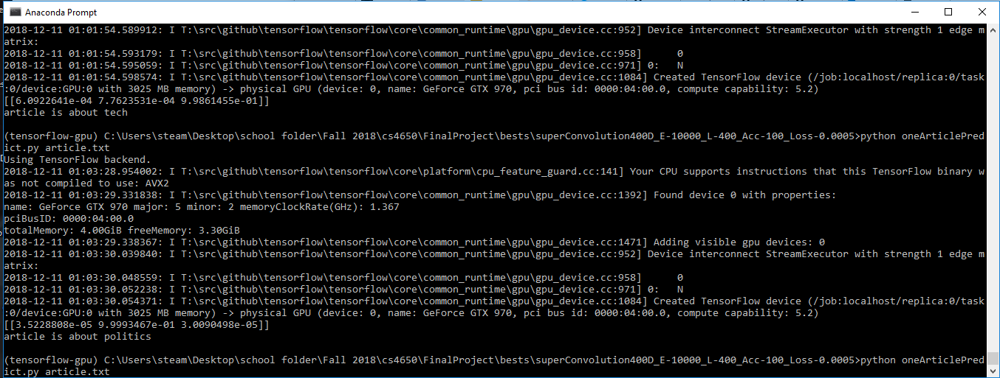 Anaconda Prompt
2018-12-11 01:01:54.589912: I T:\src\github\tensorflow\tensorflow\core\common_runtime\gpu\gpu_device.cc:952] Device interconnect StreamExecutor with strength 1 edge m
atrix:
2018-12-11 01:01:54.593179: I T:\src\github\tensorflow\tensorflow\core\common_runtime\gpu\gpu_device.cc:958]      0
2018-12-11 01:01:54.595059: I T:\src\github\tensorflow\tensorflow\core\common_runtime\gpu\gpu_device.cc:971] 0:   N
2018-12-11 01:01:54.598574: I T:\src\github\tensorflow\tensorflow\core\common_runtime\gpu\gpu_device.cc:1084] Created TensorFlow device (/job:localhost/replica:0/task
:0/device:GPU:0 with 3025 MB memory) -> physical GPU (device: 0, name: GeForce GTX 970, pci bus id: 0000:04:00.0, compute capability: 5.2)
[[6.0922641e-04 7.7623531e-04 9.9861455e-01]]
article is about tech
(tensorflow-gpu) C:\Users\steam\Desktop\school folder\Fall 2018\cs4650\FinalProject\bests\superConvolution400D_E-10000_L-400_Acc-100_Loss-0.0005>python oneArticlePred
ict.py article.txt
Using TensorFlow backend.
2018-12-11 01:03:28.954002: I T:\src\github\tensorflow\tensorflow\core\platform\cpu_feature_guard.cc:141] Your CPU supports instructions that this TensorFlow binary w
as not compiled to use: AVX2
2018-12-11 01:03:29.331838: I T:\src\github\tensorflow\tensorflow\core\common_runtime\gpu\gpu_device.cc:1392] Found device 0 with properties:
name: GeForce GTX 970 major: 5 minor: 2 memoryClockRate(GHz): 1.367
pciBusID: 0000:04:00.0
totalMemory: 4.00GiB freeMemory: 3.30GiB
2018-12-11 01:03:29.338367: I T:\src\github\tensorflow\tensorflow\core\common_runtime\gpu\gpu_device.cc:1471] Adding visible gpu devices: 0
2018-12-11 01:03:30.039840: I T:\src\github\tensorflow\tensorflow\core\common_runtime\gpu\gpu_device.cc:952] Device interconnect StreamExecutor with strength 1 edge m
atrix:
2018-12-11 01:03:30.048559: I T:\src\github\tensorflow\tensorflow\core\common_runtime\gpu\gpu_device.cc:958]      0
2018-12-11 01:03:30.052238: I T:\src\github\tensorflow\tensorflow\core\common_runtime\gpu\gpu_device.cc:971] 0:   N
2018-12-11 01:03:30.054371: I T:\src\github\tensorflow\tensorflow\core\common_runtime\gpu\gpu_device.cc:1084] Created TensorFlow device (/job:localhost/replica:0/task
:0/device:GPU:0 with 3025 MB memory) -> physical GPU (device: 0, name: GeForce GTX 970, pci bus id: 0000:04:00.0, compute capability: 5.2)
[[3.5228808e-05 9.9993467e-01 3.0090498e-05]]
article is about politics
(tensorflow-gpu) C:\Users\steam\Desktop\school folder\Fall 2018\cs4650\FinalProject\bests\superConvolution400D_E-10000_L-400_Acc-100_Loss-0.0005>python oneArticlePred
ict.py article.txt